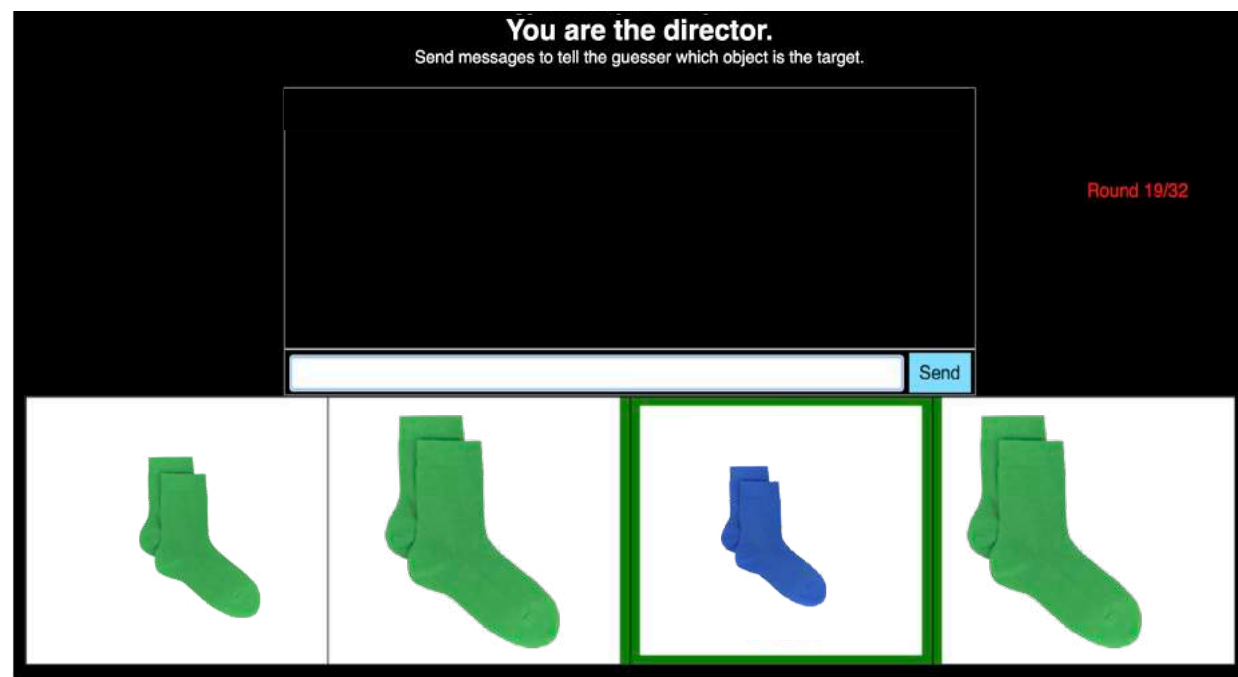 You are the director.
Send messages to tell the guesser which object is the target.
Round 19/32
Send